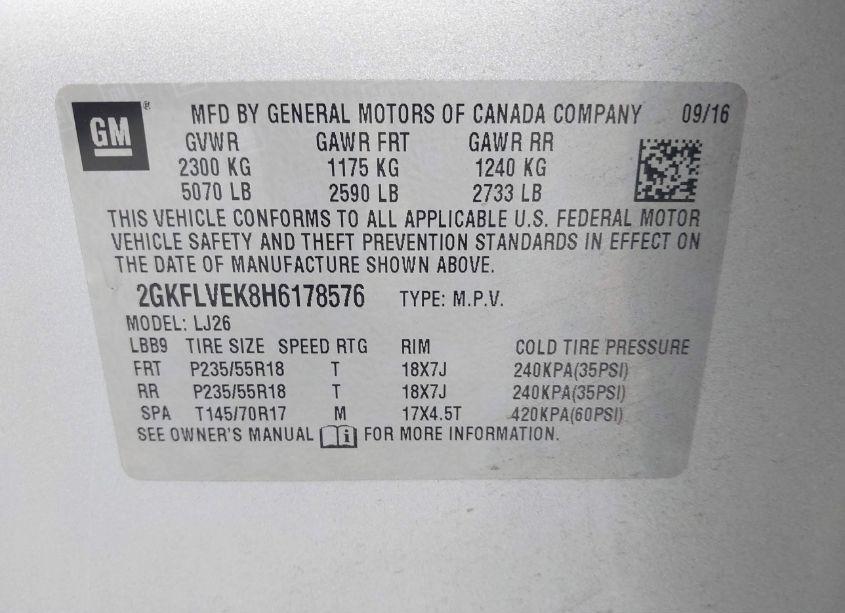 GM® MFD BY GENERAL MOTORS OF CANADA COMPANY 09/16
GVWR GAWR FRT GAWR RR
2300 KG 1175 KG 1240 KG
5070 LB 2590 LB 2733 LB
THIS VEHICLE CONFORMS TO ALL APPLICABLE U.S. FEDERAL MOTOR
VEHICLE SAFETY AND THEFT PREVENTION STANDARDS IN EFFECT ON
THE DATE OF MANUFACTURE SHOWN ABOVE.
2GKFLVEK8H6178576 TYPE: M.P.V.
MODEL: LJ26
LBB9 TIRE SIZE SPEED RTG RIM COLD TIRE PRESSURE
FRT P235/55R18 T 18X7J 240KPA(35PSI)
RR P235/55R18 T 18X7J 240KPA(35PSI)
SPA T145/70R17 M 17X4.5T 420KPA(60PSI)
SEE OWNER'S MANUAL i FOR MORE INFORMATION.